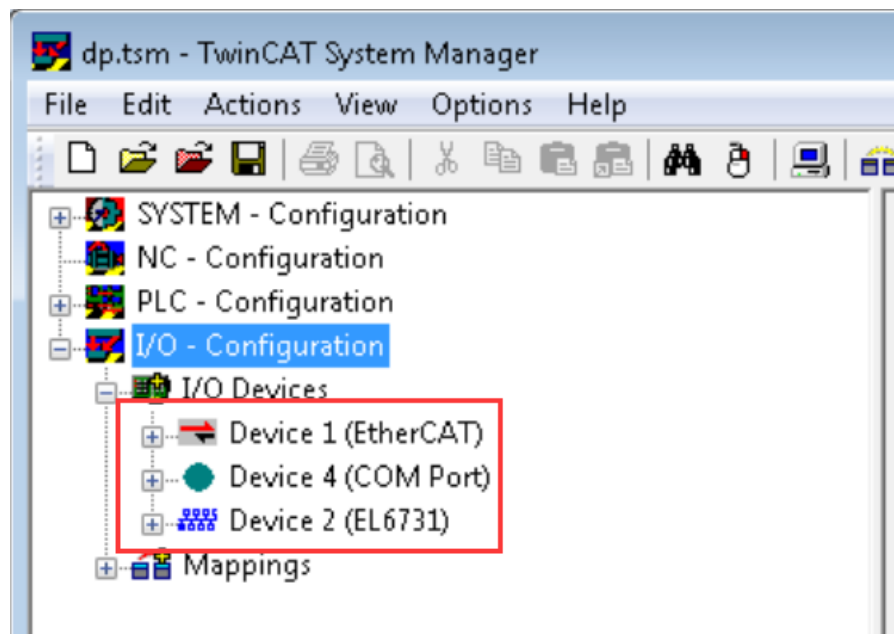 dp.tsm - TwinCAT System Manager
File Edit Actions View Options Help
SYSTEM - Configuration
NC - Configuration
PLC - Configuration
I/O - Configuration
I/O Devices
Device 1 (EtherCAT)
Device 4 (COM Port)
Device 2 (EL6731)
Mappings